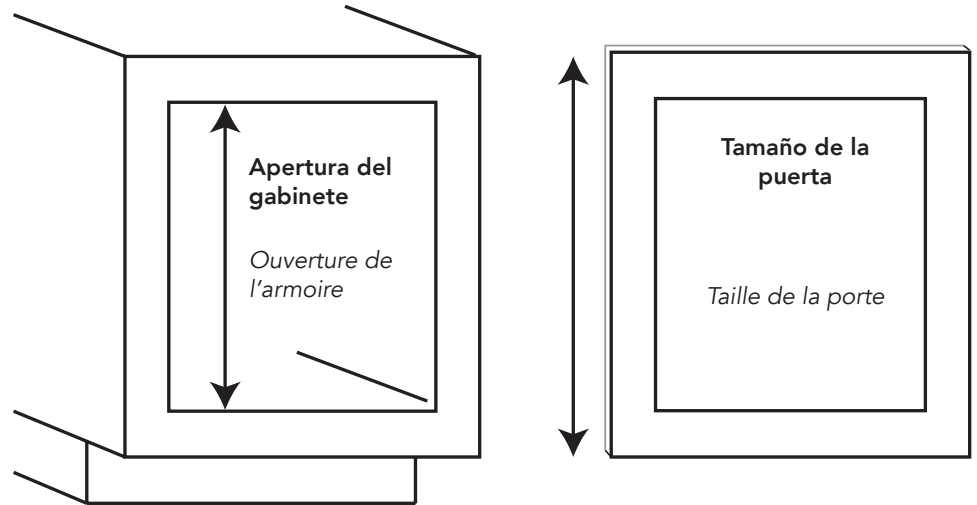 Apertura del
gabinete
Ouverture de
l'armoire
Tamaño de la
puerta
Taille de la porte